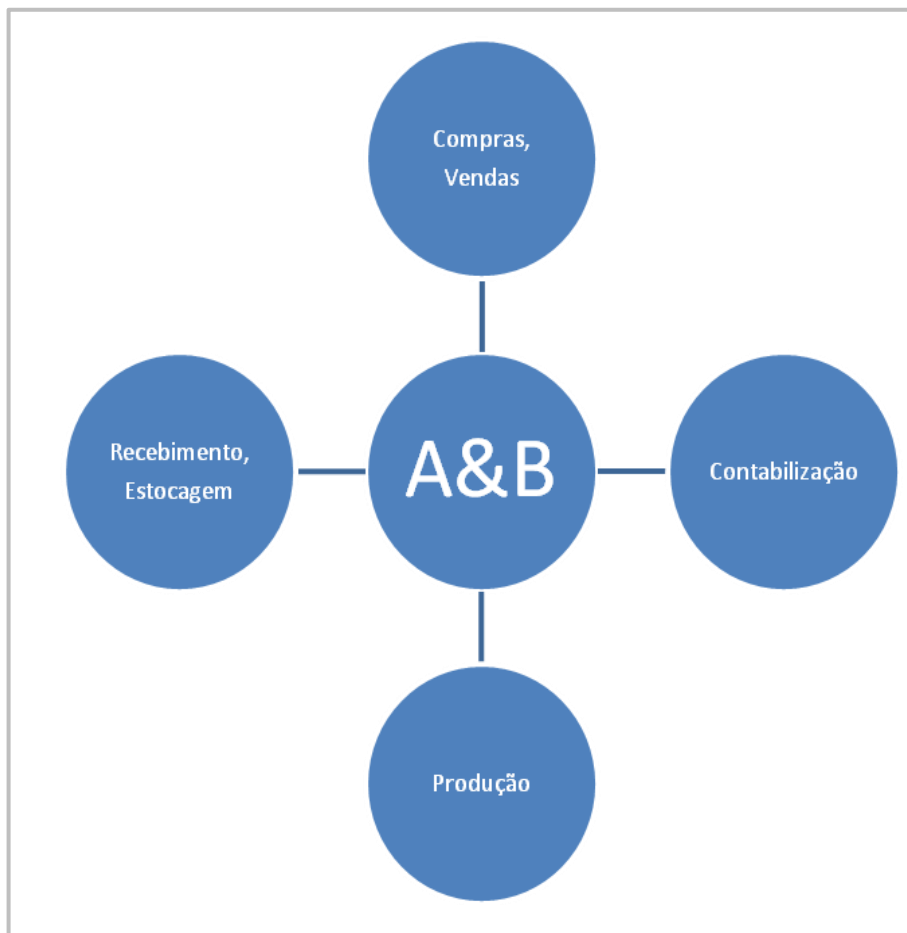 Compras,
Vendas
Recebimento,
Estocagem
A&B
Contabilização
Produção